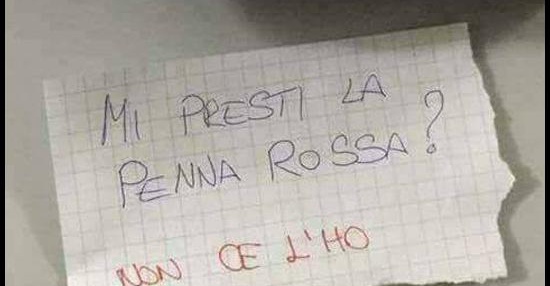 MI PRESTI LA
PENNA ROSSA?
NON CE L'HO